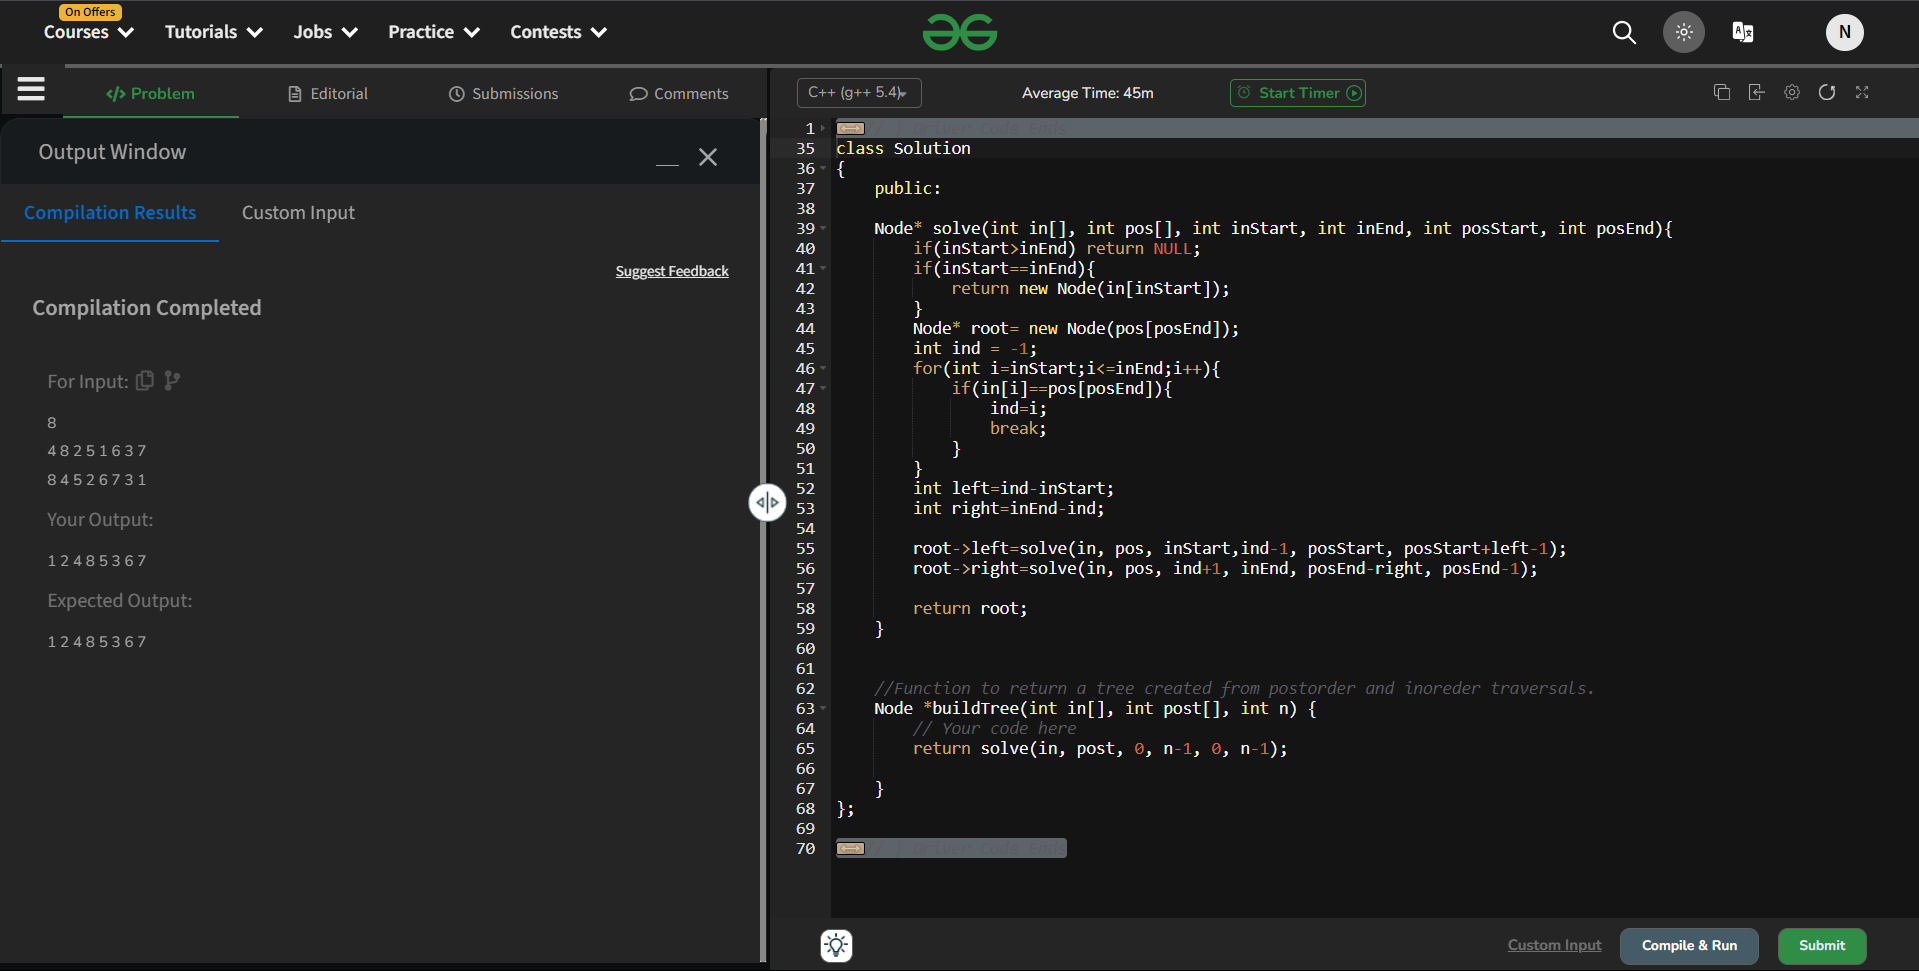 On Offers
Courses Tutorials Jobs Practice Contests
N
Problem Editorial Submissions Comments
C++ (g++ 5.4) Average Time: 45m Start Timer
Output Window
Compilation Results Custom Input
Suggest Feedback
Compilation Completed
For Input:
8
4 8 2 5 1 6 3 7
8 4 5 2 6 7 3 1
Your Output:
1 2 4 8 5 3 6 7
Expected Output:
1 2 4 8 5 3 6 7
1 // } Driver Code Ends
35 class Solution
36 {
37     public:
38
39     Node* solve(int in[], int pos[], int inStart, int inEnd, int posStart, int posEnd){
40         if(inStart>inEnd) return NULL;
41         if(inStart==inEnd){
42             return new Node(in[inStart]);
43         }
44         Node* root= new Node(pos[posEnd]);
45         int ind = -1;
46         for(int i=inStart;i<=inEnd;i++){
47             if(in[i]==pos[posEnd]){
48                 ind=i;
49                 break;
50             }
51         }
52         int left=ind-inStart;
53         int right=inEnd-ind;
54
55         root->left=solve(in, pos, inStart,ind-1, posStart, posStart+left-1);
56         root->right=solve(in, pos, ind+1, inEnd, posEnd-right, posEnd-1);
57
58         return root;
59     }
60
61
62     //Function to return a tree created from postorder and inoreder traversals.
63     Node *buildTree(int in[], int post[], int n) {
64         // Your code here
65         return solve(in, post, 0, n-1, 0, n-1);
66
67     }
68 };
69
70 // } Driver Code Ends
Custom Input Compile & Run Submit